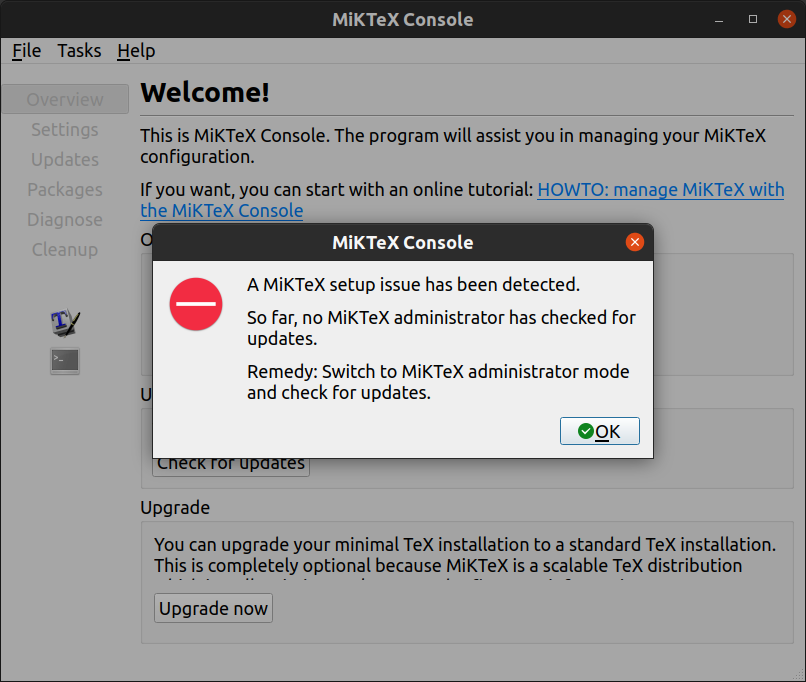 MiKTeX Console
File Tasks Help
Overview
Settings
Updates
Packages
Diagnose
Cleanup
Welcome!
This is MiKTeX Console. The program will assist you in managing your MiKTeX
configuration.
If you want, you can start with an online tutorial: HOWTO: manage MiKTeX with
the MiKTeX Console
MiKTeX Console
A MiKTeX setup issue has been detected.
So far, no MiKTeX administrator has checked for
updates.
Remedy: Switch to MiKTeX administrator mode
and check for updates.
OK
Check for updates
Upgrade
You can upgrade your minimal TeX installation to a standard TeX installation.
This is completely optional because MiKTeX is a scalable TeX distribution
Upgrade now